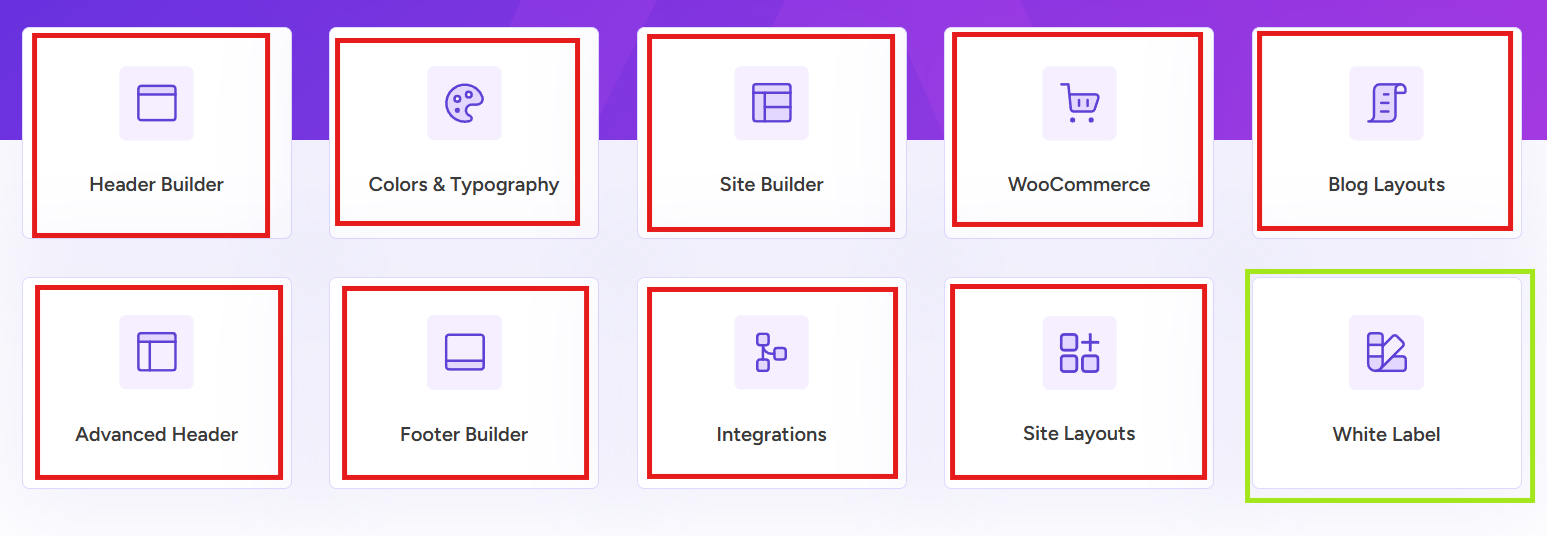 Header Builder
Colors & Typography
Site Builder
WooCommerce
Blog Layouts
Advanced Header
Footer Builder
Integrations
Site Layouts
White Label